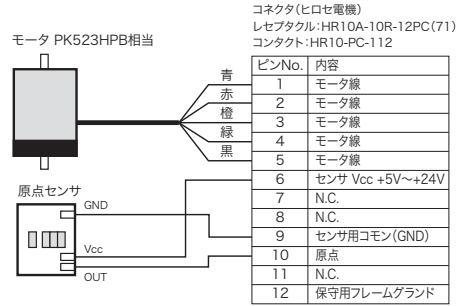 コネクタ(ヒロセ電機)
レセプタクル:HR10A-10R-12PC(71)
コンタクト:HR10-PC-112
モータ PK523HPB相当
ピンNo. 内容
青 1 モータ線
赤 2 モータ線
橙 3 モータ線
緑 4 モータ線
黒 5 モータ線
6 センサ Vcc +5V〜+24V
7 N.C.
8 N.C.
9 センサ用コモン(GND)
10 原点
11 N.C.
12 保守用フレームグランド
原点センサ
GND
Vcc
OUT